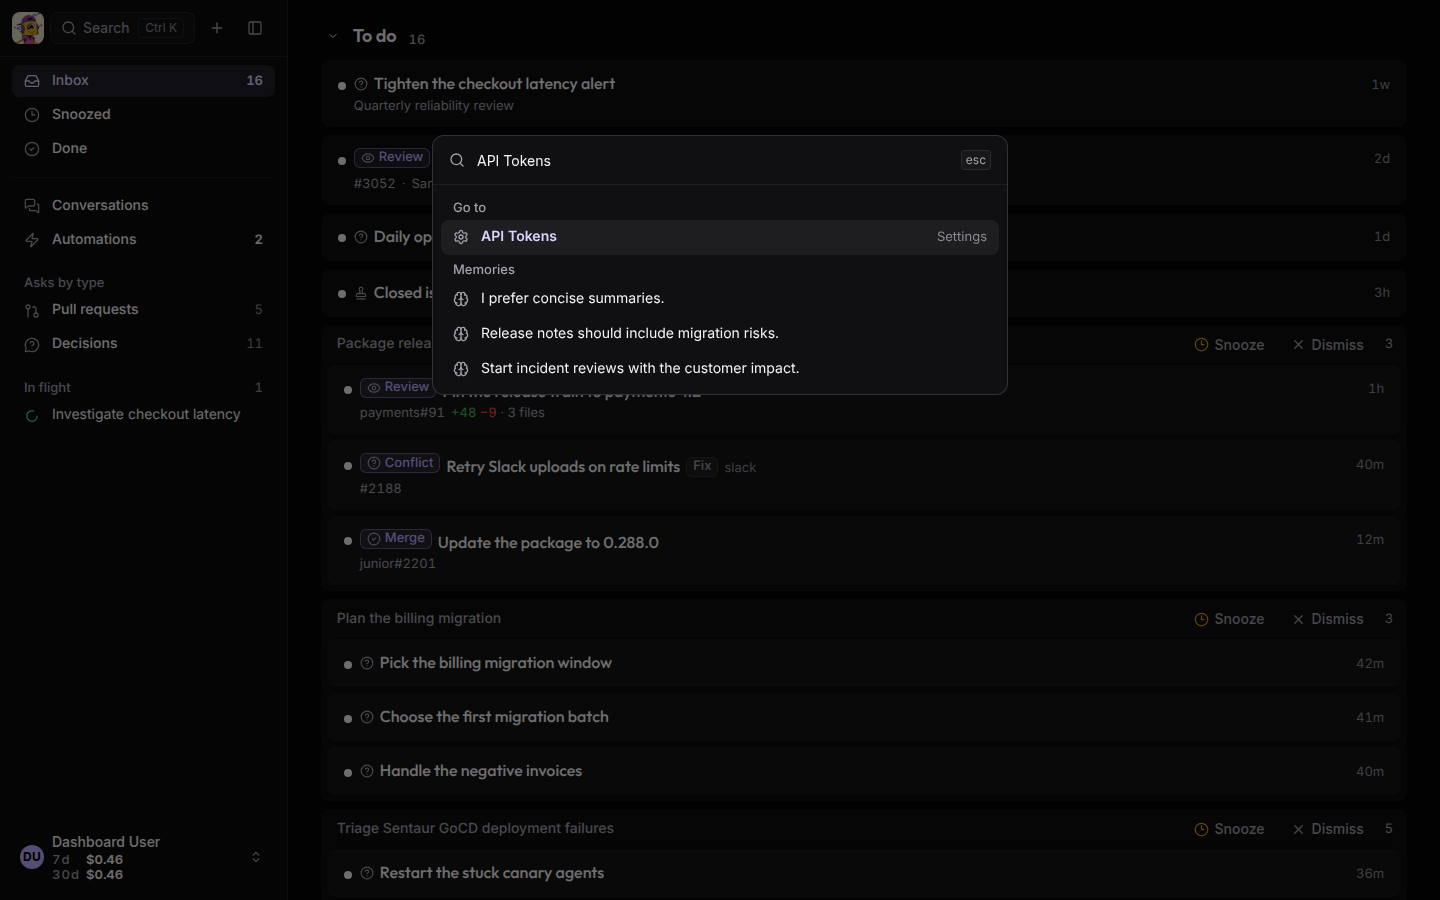 Search Ctrl K
Inbox 16
Snoozed
Done
Conversations
Automations 2
Asks by type
Pull requests 5
Decisions 11
In flight 1
Investigate checkout latency
Dashboard User
DU
7d $0.46
30d $0.46
To do 16
Tighten the checkout latency alert 1w
Quarterly reliability review
Review 2d
#3052 · Sar
Daily op 1d
Closed is 3h
API Tokens esc
Go to
API Tokens Settings
Memories
I prefer concise summaries.
Release notes should include migration risks.
Start incident reviews with the customer impact.
Package relea Snooze Dismiss 3
Review 1h
payments#91 +48 −9 · 3 files
Conflict Retry Slack uploads on rate limits Fix slack 40m
#2188
Merge Update the package to 0.288.0 12m
junior#2201
Plan the billing migration Snooze Dismiss 3
Pick the billing migration window 42m
Choose the first migration batch 41m
Handle the negative invoices 40m
Triage Sentaur GoCD deployment failures Snooze Dismiss 5
Restart the stuck canary agents 36m